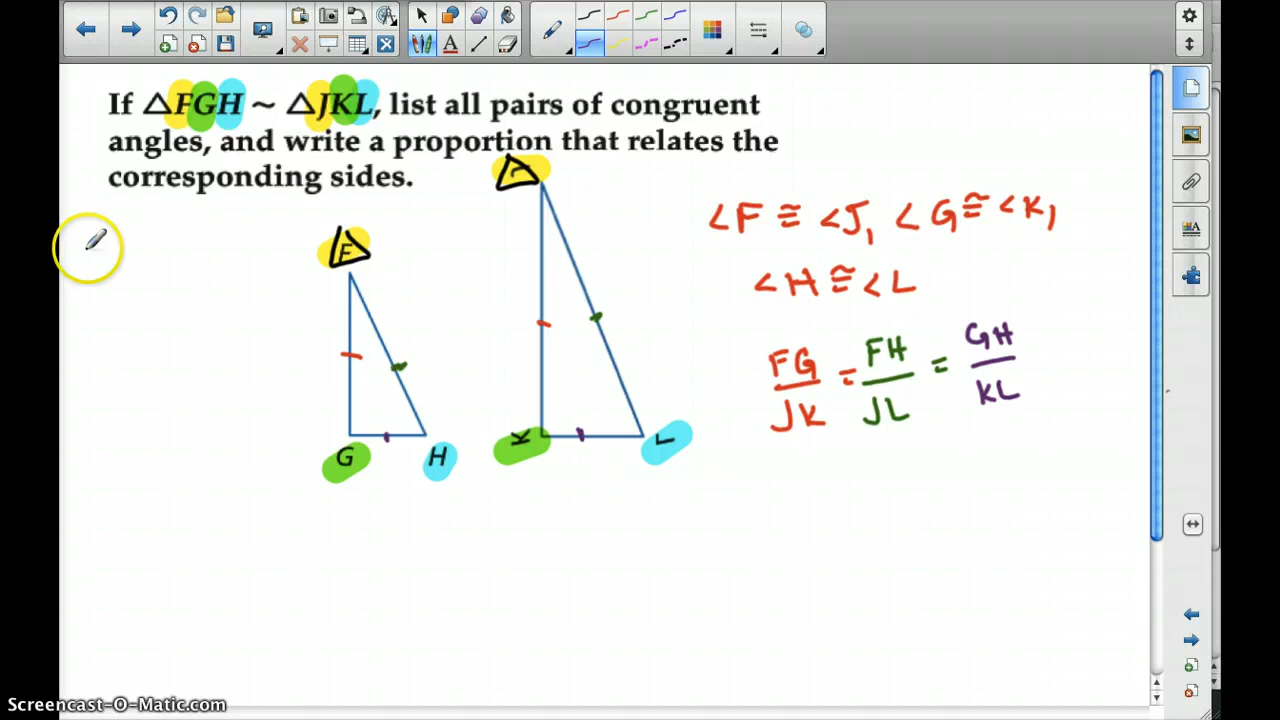 If △FGH ~ △JKL, list all pairs of congruent
angles, and write a proportion that relates the
corresponding sides.
∠F ≅ ∠J, ∠G ≅ ∠K,
∠H ≅ ∠L
FG/JK = FH/JL = GH/KL
F
G
H
J
K
L
Screencast-O-Matic.com